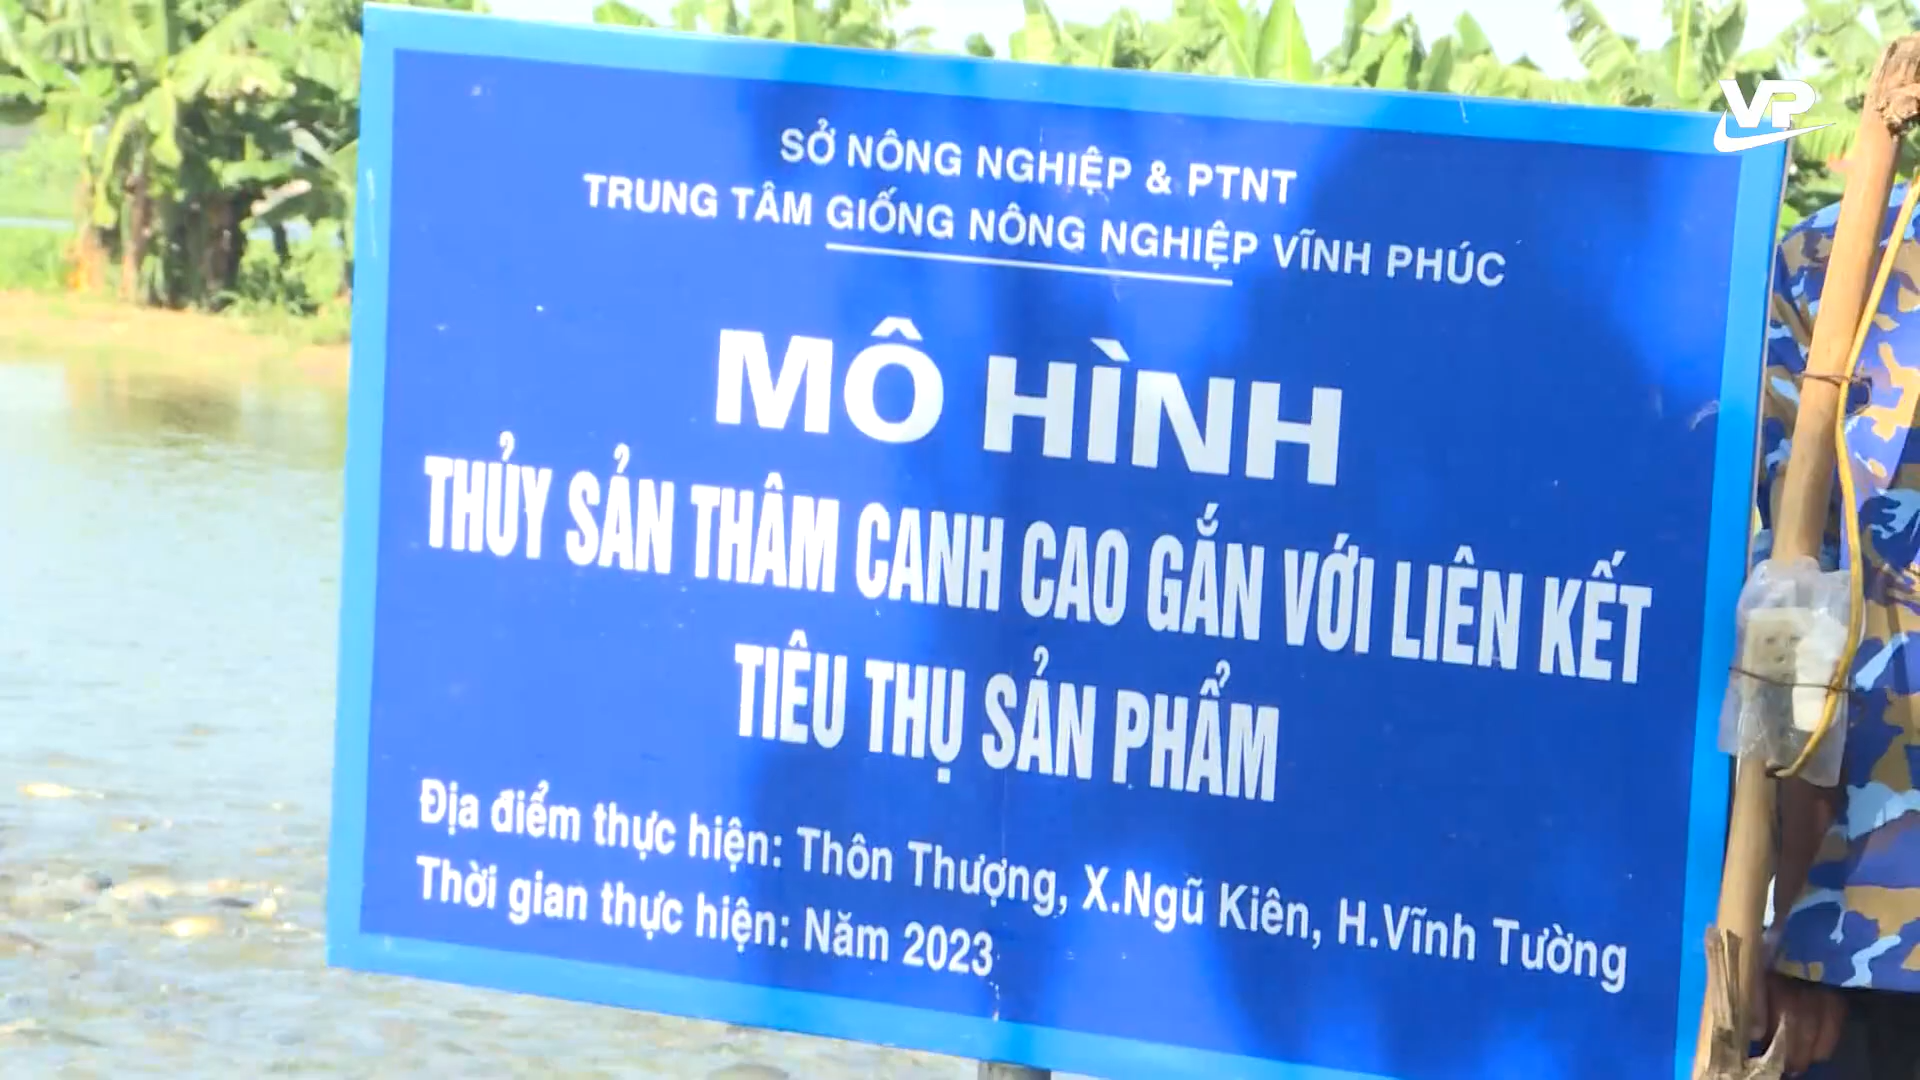 VP
SỞ NÔNG NGHIỆP & PTNT
TRUNG TÂM GIỐNG NÔNG NGHIỆP VĨNH PHÚC
MÔ HÌNH
THỦY SẢN THÂM CANH CAO GẮN VỚI LIÊN KẾT
TIÊU THỤ SẢN PHẨM
Địa điểm thực hiện: Thôn Thượng, X.Ngũ Kiên, H.Vĩnh Tường
Thời gian thực hiện: Năm 2023